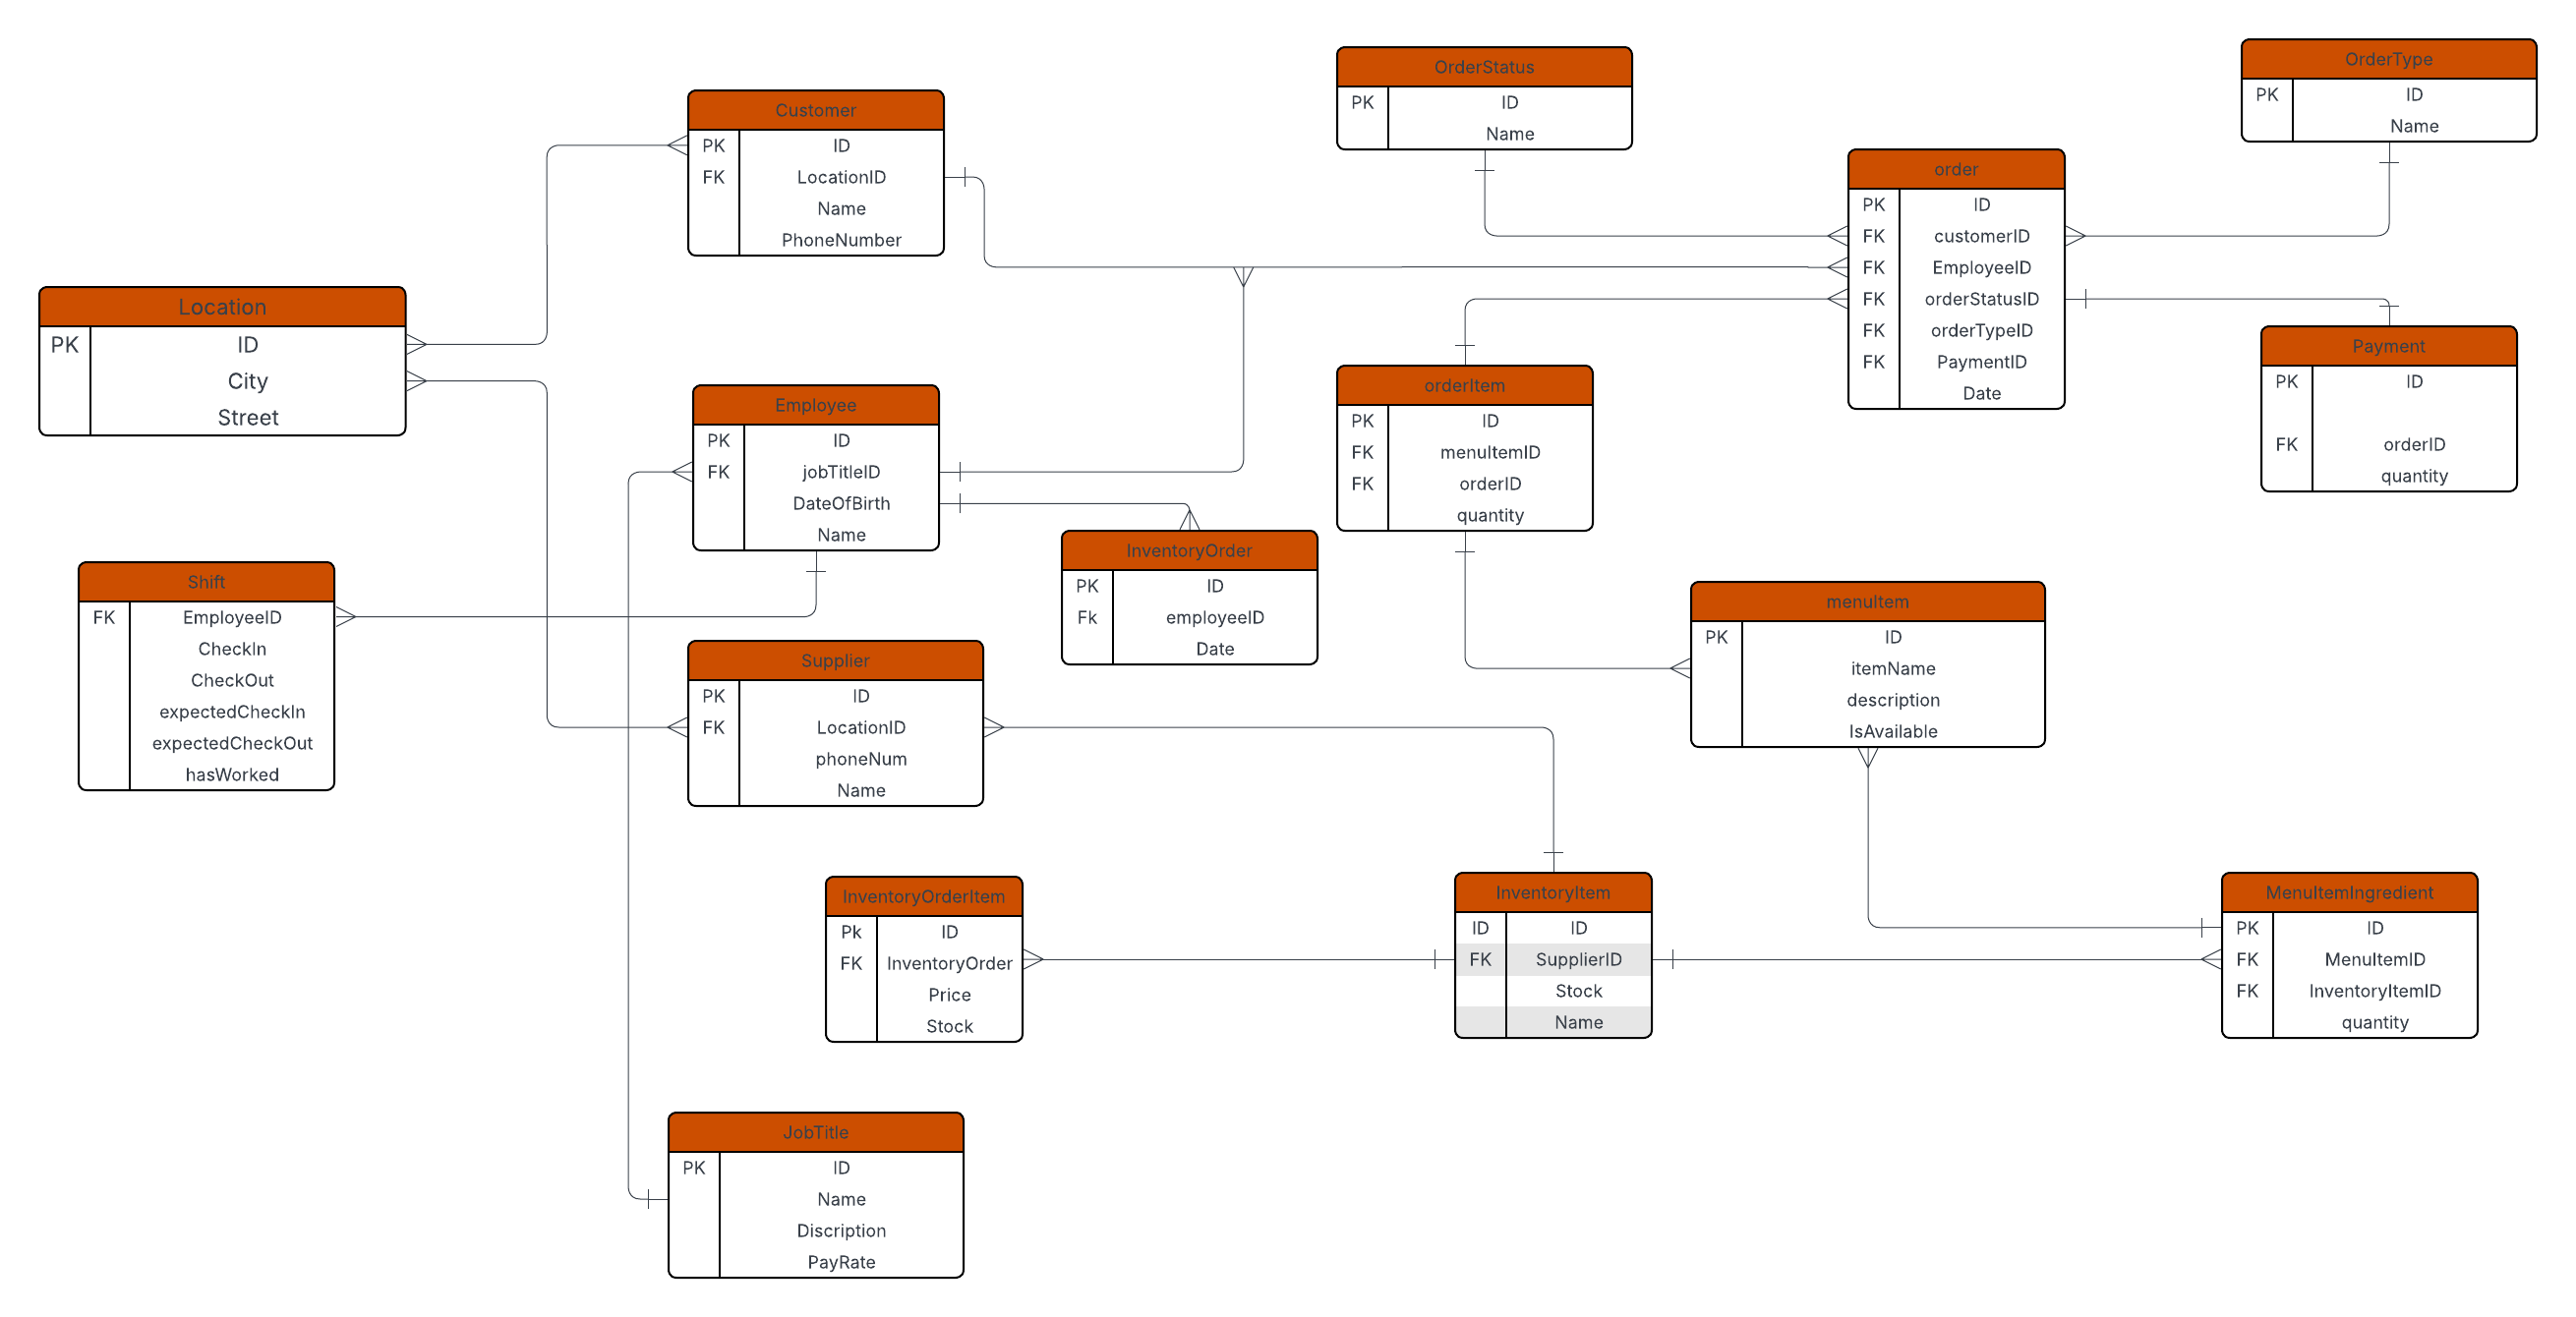 OrderType
PK ID
Name
OrderStatus
PK ID
Name
Customer
PK ID
FK LocationID
Name
PhoneNumber
order
PK ID
FK customerID
FK EmployeeID
FK orderStatusID
FK orderTypeID
FK PaymentID
Date
Location
PK ID
City
Street
Payment
PK ID
FK orderID
quantity
orderItem
PK ID
FK menuItemID
FK orderID
quantity
Employee
PK ID
FK jobTitleID
DateOfBirth
Name
InventoryOrder
PK ID
Fk employeeID
Date
Shift
FK EmployeeID
CheckIn
CheckOut
expectedCheckIn
expectedCheckOut
hasWorked
menuItem
PK ID
itemName
description
IsAvailable
Supplier
PK ID
FK LocationID
phoneNum
Name
InventoryOrderItem
Pk ID
FK InventoryOrder
Price
Stock
InventoryItem
ID ID
FK SupplierID
Stock
Name
MenuItemIngredient
PK ID
FK MenuItemID
FK InventoryItemID
quantity
JobTitle
PK ID
Name
Discription
PayRate